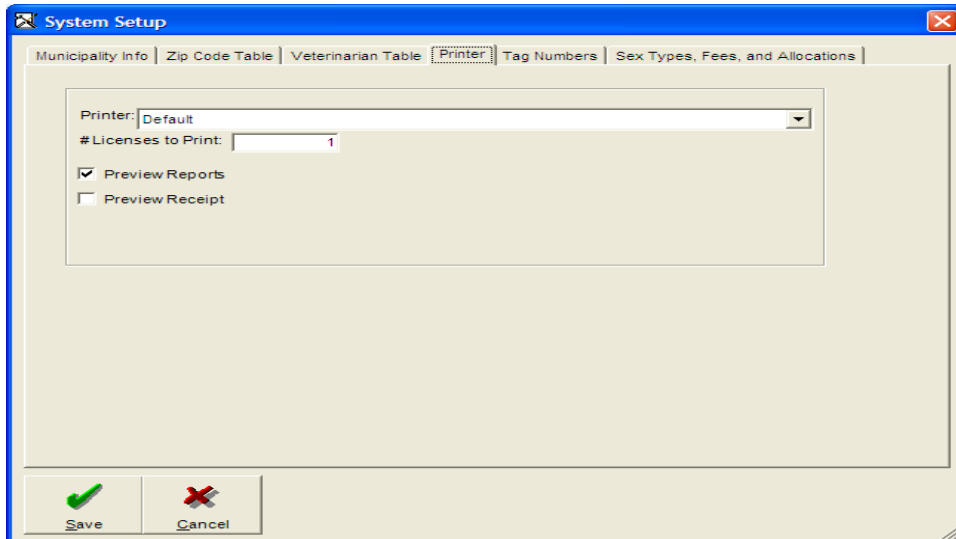 System Setup
Municipality Info Zip Code Table Veterinarian Table Printer Tag Numbers Sex Types, Fees, and Allocations
Printer: Default
#Licenses to Print: 1
Preview Reports
Preview Receipt
Save Cancel